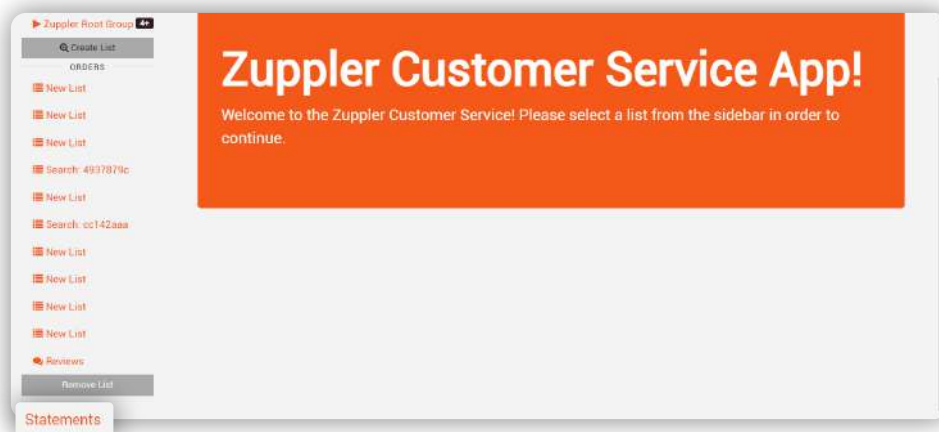 Zuppler Root Group 4+
Create List
ORDERS
New List
New List
New List
Search: 4937879c
New List
Search: cc142aaa
New List
New List
New List
New List
Reviews
Remove List
Statements
Zuppler Customer Service App!
Welcome to the Zuppler Customer Service! Please select a list from the sidebar in order to
continue.